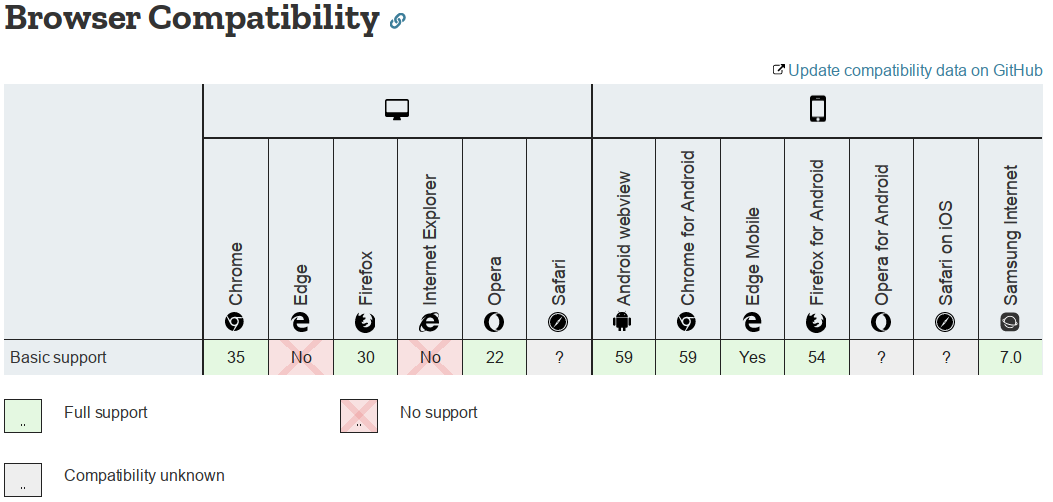 Browser Compatibility
Update compatibility data on GitHub
Chrome
Edge
Firefox
Internet Explorer
Opera
Safari
Android webview
Chrome for Android
Edge Mobile
Firefox for Android
Opera for Android
Safari on iOS
Samsung Internet
Basic support 35 No 30 No 22 ? 59 59 Yes 54 ? ? 7.0
.. Full support .. No support
.. Compatibility unknown